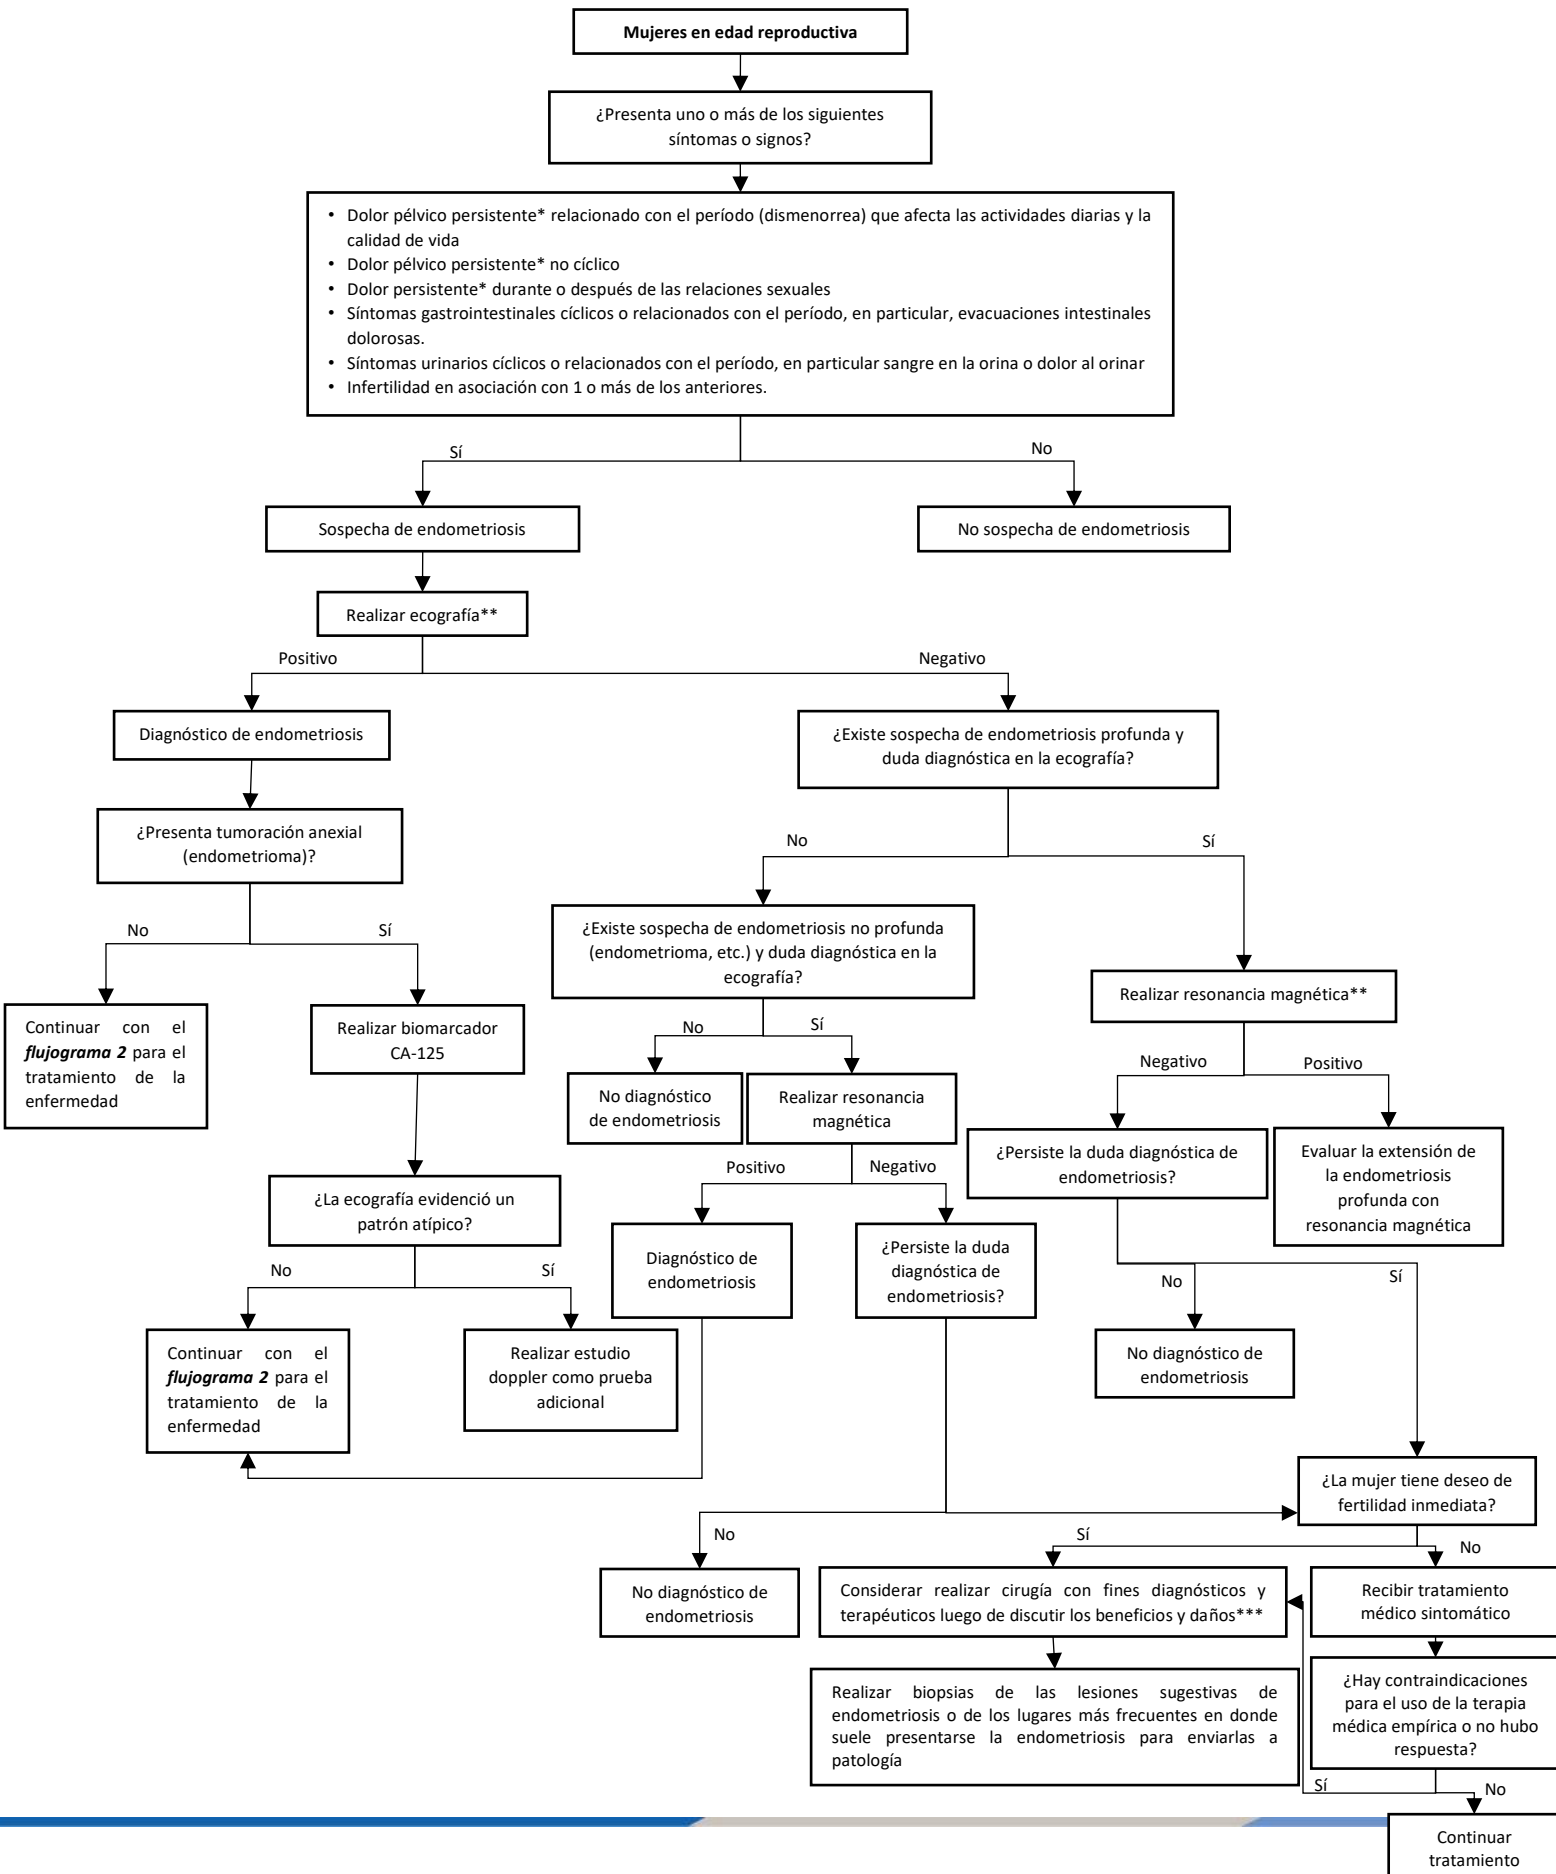 Mujeres en edad reproductiva
¿Presenta uno o más de los siguientes
síntomas o signos?
• Dolor pélvico persistente* relacionado con el período (dismenorrea) que afecta las actividades diarias y la
calidad de vida
• Dolor pélvico persistente* no cíclico
• Dolor persistente* durante o después de las relaciones sexuales
• Síntomas gastrointestinales cíclicos o relacionados con el período, en particular, evacuaciones intestinales
dolorosas.
• Síntomas urinarios cíclicos o relacionados con el período, en particular sangre en la orina o dolor al orinar
• Infertilidad en asociación con 1 o más de los anteriores.
Sí
No
Sospecha de endometriosis
No sospecha de endometriosis
Realizar ecografía**
Positivo
Negativo
Diagnóstico de endometriosis
¿Existe sospecha de endometriosis profunda y
duda diagnóstica en la ecografía?
¿Presenta tumoración anexial
(endometrioma)?
No
Sí
No
Sí
¿Existe sospecha de endometriosis no profunda
(endometrioma, etc.) y duda diagnóstica en la
ecografía?
Realizar resonancia magnética**
Continuar con el
flujograma 2 para el
tratamiento de la
enfermedad
Realizar biomarcador
CA-125
No
Sí
Negativo
Positivo
No diagnóstico
de endometriosis
Realizar resonancia
magnética
¿Persiste la duda diagnóstica de
endometriosis?
Evaluar la extensión de
la endometriosis
profunda con
resonancia magnética
Positivo
Negativo
¿La ecografía evidenció un
patrón atípico?
Diagnóstico de
endometriosis
¿Persiste la duda
diagnóstica de
endometriosis?
No
Sí
No
Sí
Continuar con el
flujograma 2 para el
tratamiento de la
enfermedad
Realizar estudio
doppler como prueba
adicional
No diagnóstico de
endometriosis
¿La mujer tiene deseo de
fertilidad inmediata?
No
Sí
No
No diagnóstico de
endometriosis
Considerar realizar cirugía con fines diagnósticos y
terapéuticos luego de discutir los beneficios y daños***
Recibir tratamiento
médico sintomático
Realizar biopsias de las lesiones sugestivas de
endometriosis o de los lugares más frecuentes en donde
suele presentarse la endometriosis para enviarlas a
patología
¿Hay contraindicaciones
para el uso de la terapia
médica empírica o no hubo
respuesta?
Sí
No
Continuar
tratamiento